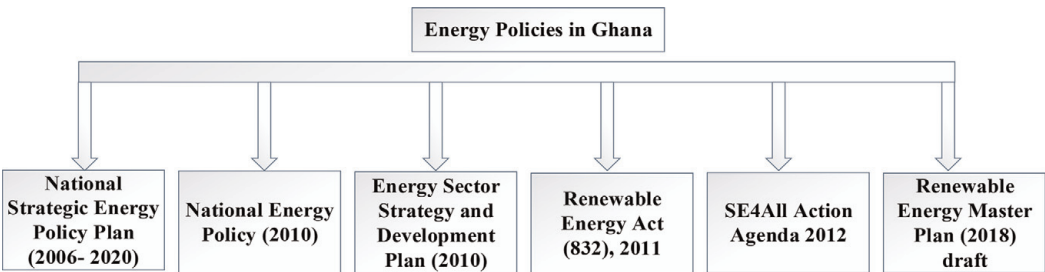 Energy Policies in Ghana
National
Strategic Energy
Policy Plan
(2006- 2020)
National Energy
Policy (2010)
Energy Sector
Strategy and
Development
Plan (2010)
Renewable
Energy Act
(832), 2011
SE4All Action
Agenda 2012
Renewable
Energy Master
Plan (2018)
draft